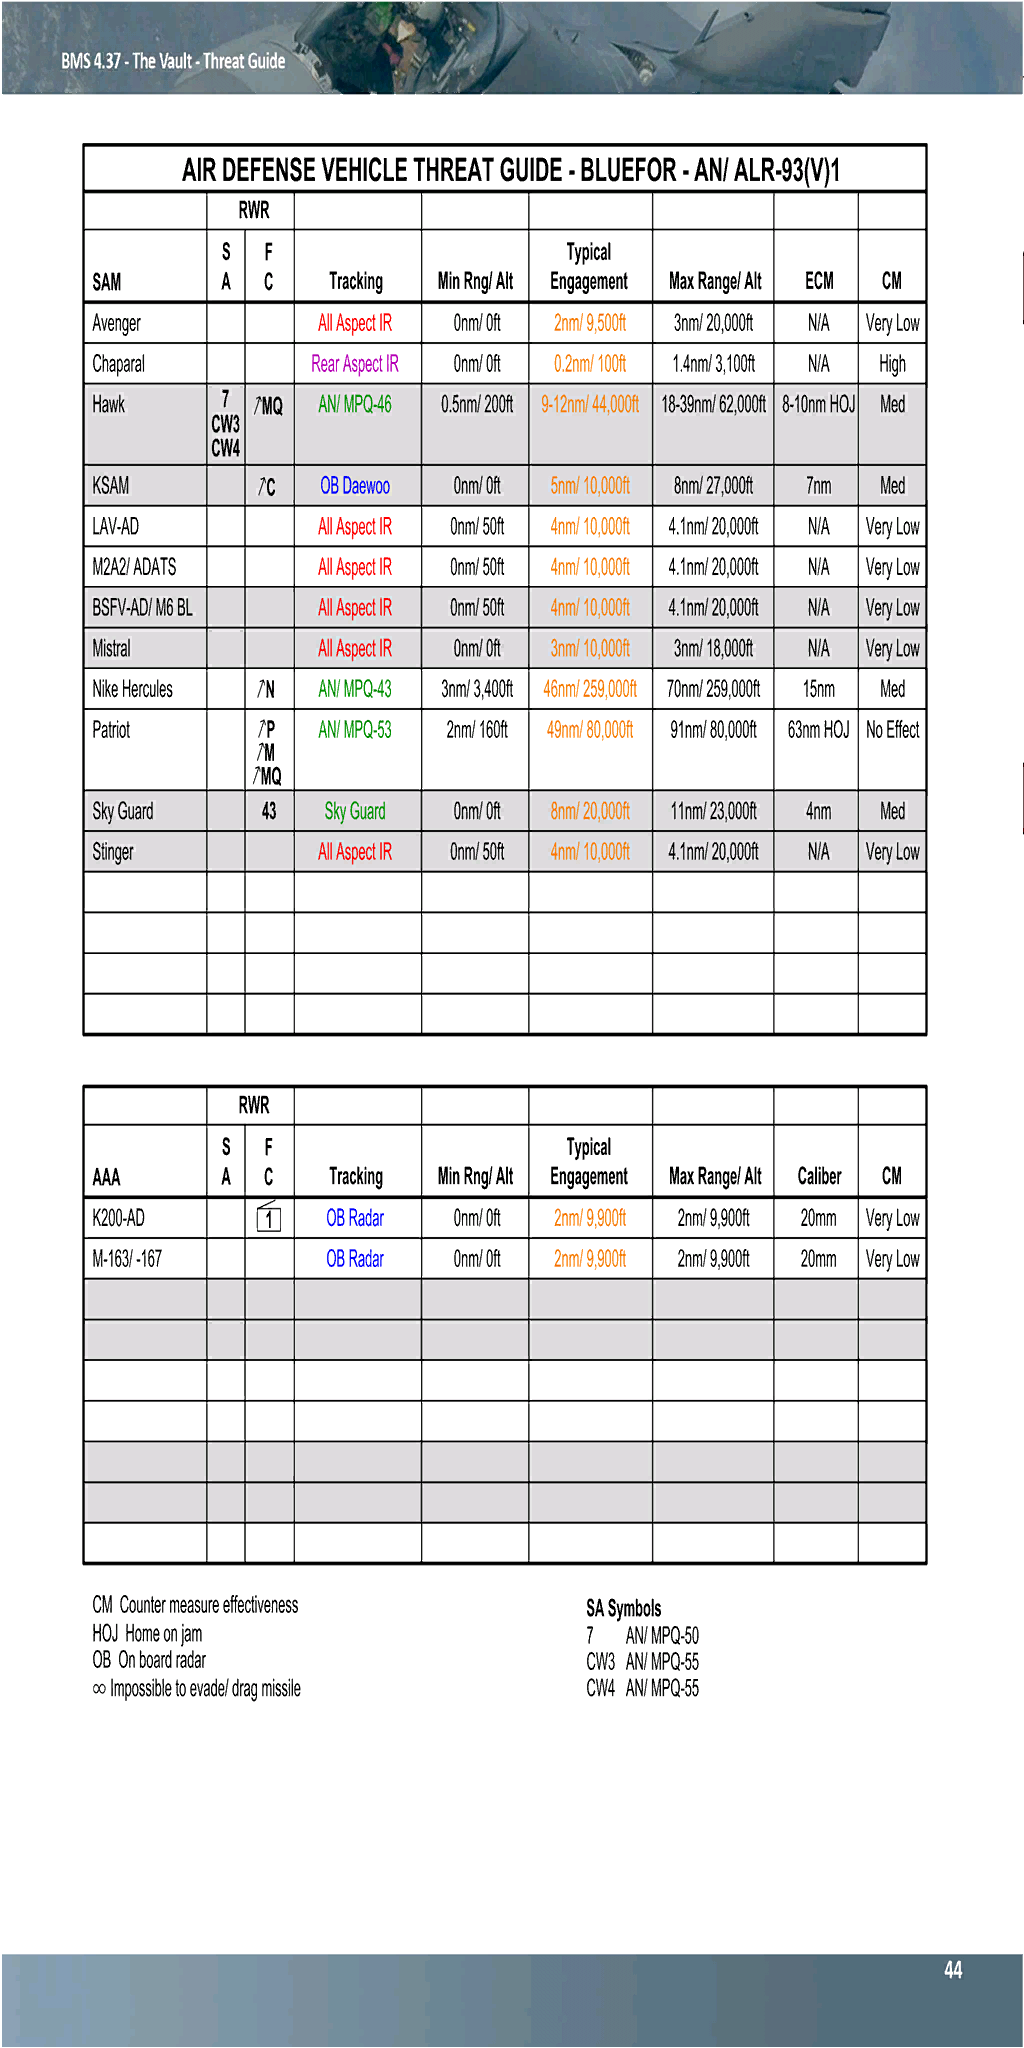 BMS 4.37 - The Vault - Threat Guide
AIR DEFENSE VEHICLE THREAT GUIDE - BLUEFOR - AN/ ALR-93(V)1
RWR
SAM S A F C Tracking Min Rng/ Alt Typical Engagement Max Range/ Alt ECM CM
Avenger All Aspect IR 0nm/ 0ft 2nm/ 9,500ft 3nm/ 20,000ft N/A Very Low
Chaparal Rear Aspect IR 0nm/ 0ft 0.2nm/ 100ft 1.4nm/ 3,100ft N/A High
Hawk 7 ↗MQ AN/ MPQ-46 0.5nm/ 200ft 9-12nm/ 44,000ft 18-39nm/ 62,000ft 8-10nm HOJ Med
CW3
CW4
KSAM ↗C OB Daewoo 0nm/ 0ft 5nm/ 10,000ft 8nm/ 27,000ft 7nm Med
LAV-AD All Aspect IR 0nm/ 50ft 4nm/ 10,000ft 4.1nm/ 20,000ft N/A Very Low
M2A2/ ADATS All Aspect IR 0nm/ 50ft 4nm/ 10,000ft 4.1nm/ 20,000ft N/A Very Low
BSFV-AD/ M6 BL All Aspect IR 0nm/ 50ft 4nm/ 10,000ft 4.1nm/ 20,000ft N/A Very Low
Mistral All Aspect IR 0nm/ 0ft 3nm/ 10,000ft 3nm/ 18,000ft N/A Very Low
Nike Hercules ↗N AN/ MPQ-43 3nm/ 3,400ft 46nm/ 259,000ft 70nm/ 259,000ft 15nm Med
Patriot ↗P AN/ MPQ-53 2nm/ 160ft 49nm/ 80,000ft 91nm/ 80,000ft 63nm HOJ No Effect
↗M
↗MQ
Sky Guard 43 Sky Guard 0nm/ 0ft 8nm/ 20,000ft 11nm/ 23,000ft 4nm Med
Stinger All Aspect IR 0nm/ 50ft 4nm/ 10,000ft 4.1nm/ 20,000ft N/A Very Low
RWR
AAA S A F C Tracking Min Rng/ Alt Typical Engagement Max Range/ Alt Caliber CM
K200-AD 1 OB Radar 0nm/ 0ft 2nm/ 9,900ft 2nm/ 9,900ft 20mm Very Low
M-163/ -167 OB Radar 0nm/ 0ft 2nm/ 9,900ft 2nm/ 9,900ft 20mm Very Low
CM Counter measure effectiveness
HOJ Home on jam
OB On board radar
∞ Impossible to evade/ drag missile
SA Symbols
7 AN/ MPQ-50
CW3 AN/ MPQ-55
CW4 AN/ MPQ-55
44